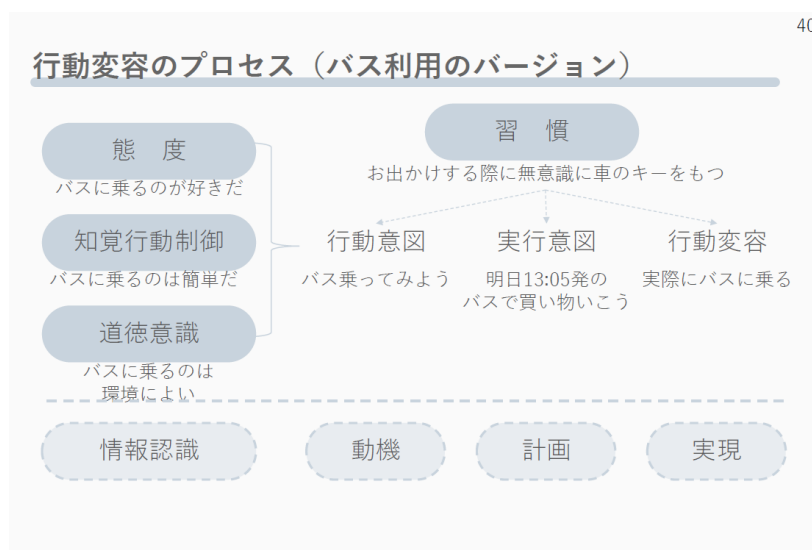 40
行動変容のプロセス（バス利用のバージョン）
態　度
バスに乗るのが好きだ
知覚行動制御
バスに乗るのは簡単だ
道徳意識
バスに乗るのは
環境によい
習　慣
お出かけする際に無意識に車のキーをもつ
行動意図
バス乗ってみよう
実行意図
明日13:05発の
バスで買い物いこう
行動変容
実際にバスに乗る
情報認識
動機
計画
実現